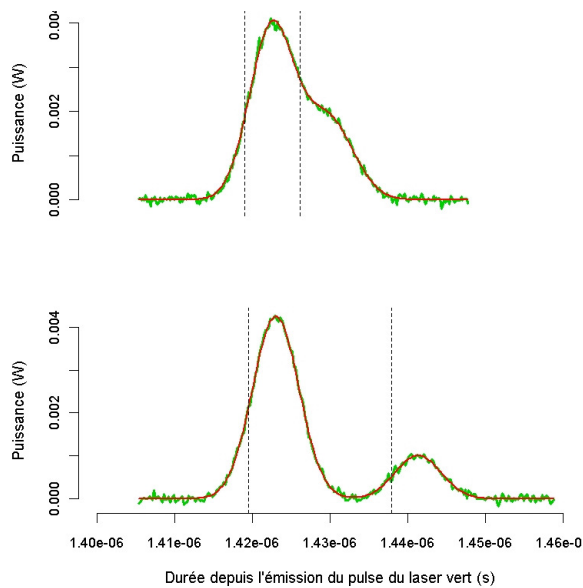 0.004
0.002
0.000
Puissance (W)
0.004
0.002
0.000
Puissance (W)
1.40e-06 1.41e-06 1.42e-06 1.43e-06 1.44e-06 1.45e-06 1.46e-0
Durée depuis l'émission du pulse du laser vert (s)